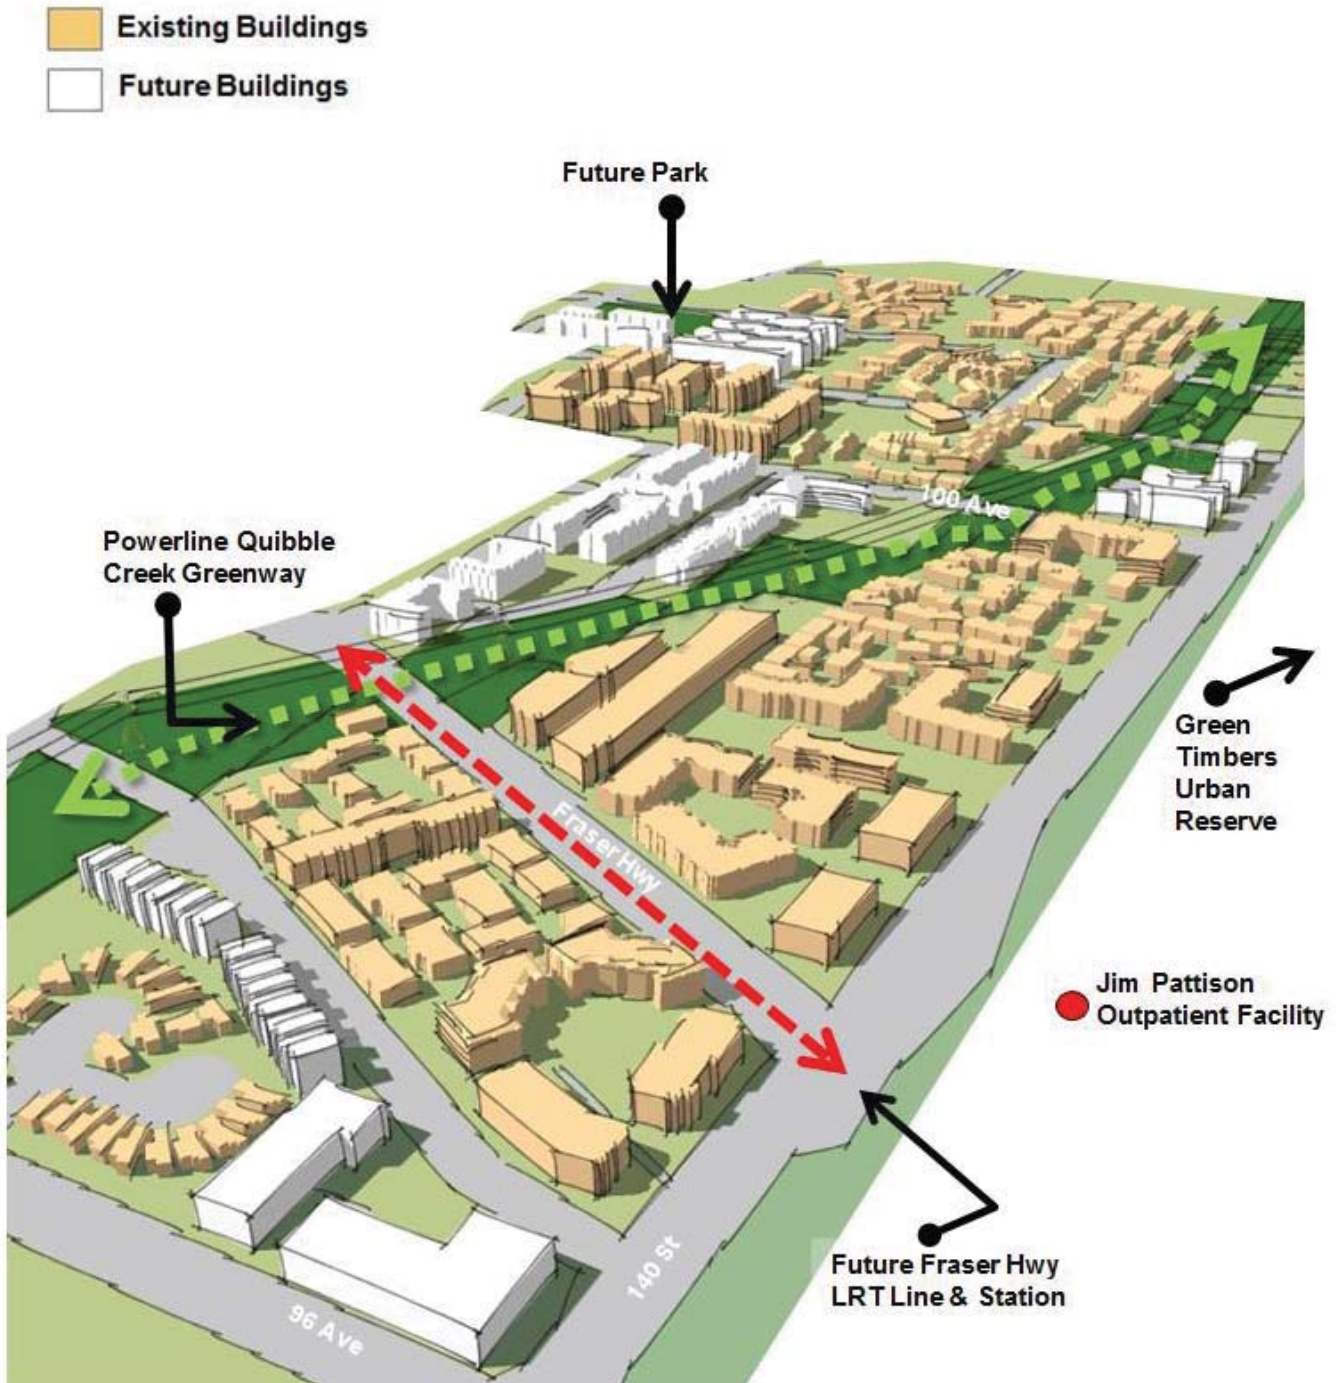 Existing Buildings
Future Buildings
Future Park
100 Ave
Powerline Quibble
Creek Greenway
Green
Timbers
Urban
Reserve
Fraser Hwy
Jim Pattison
Outpatient Facility
Future Fraser Hwy
LRT Line & Station
140 St
96 Ave